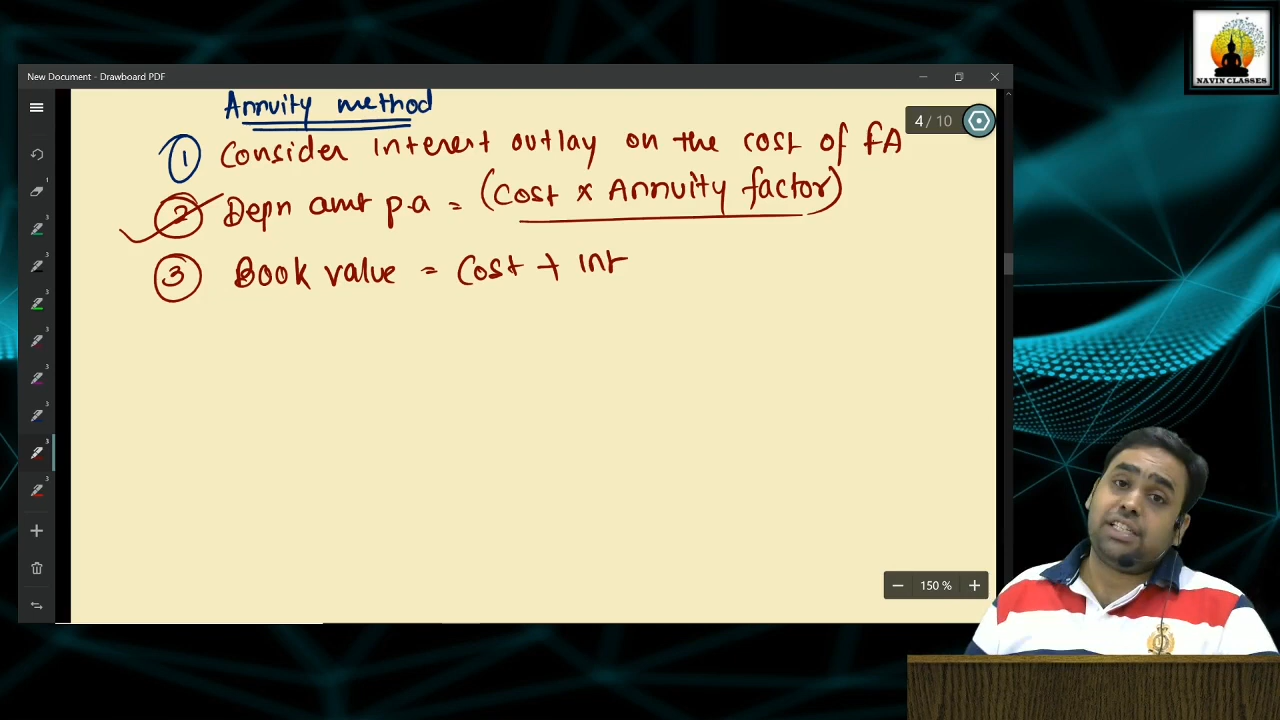 NAVIN CLASSES
New Document - Drawboard PDF
4 / 10
Annuity method
① Consider interest outlay on the cost of FA
② Depn amt p.a = (Cost x Annuity factor)
③ Book value = Cost + int
150 %